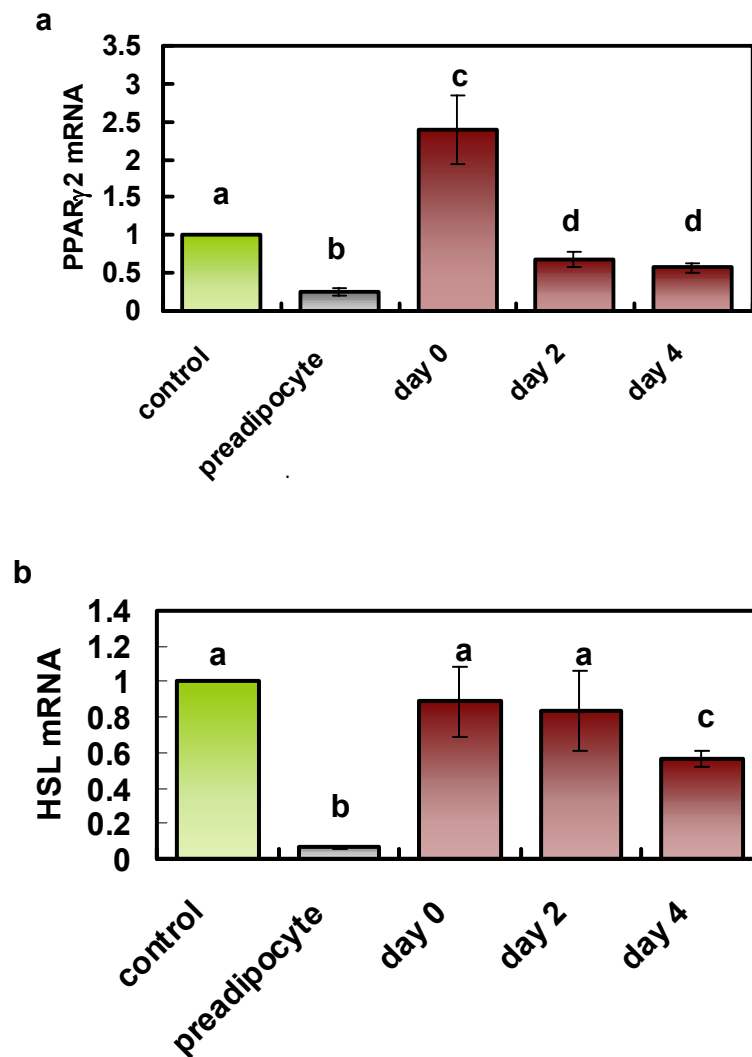 a
PPARγ2 mRNA
3.5
3
2.5
2
1.5
1
0.5
0
a
b
c
d
d
control
preadipocyte
day 0
day 2
day 4
b
HSL mRNA
1.4
1.2
1
0.8
0.6
0.4
0.2
0
a
b
a
a
c
control
preadipocyte
day 0
day 2
day 4